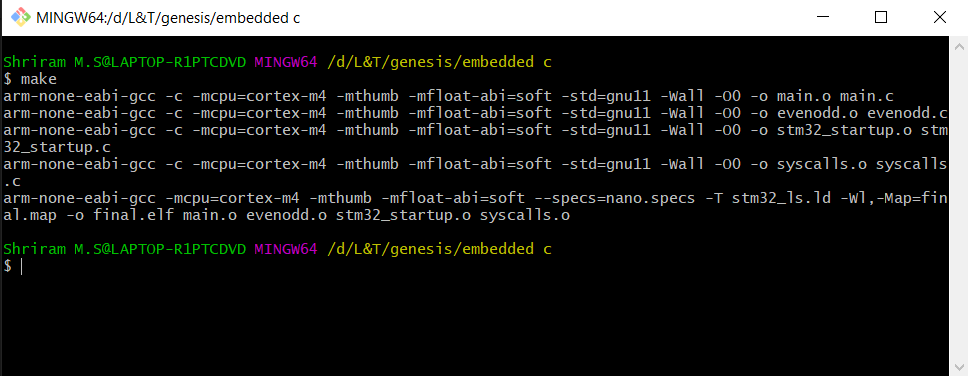 MINGW64:/d/L&T/genesis/embedded c
Shriram M.S@LAPTOP-R1PTCDVD MINGW64 /d/L&T/genesis/embedded c
$ make
arm-none-eabi-gcc -c -mcpu=cortex-m4 -mthumb -mfloat-abi=soft -std=gnu11 -Wall -O0 -o main.o main.c
arm-none-eabi-gcc -c -mcpu=cortex-m4 -mthumb -mfloat-abi=soft -std=gnu11 -Wall -O0 -o evenodd.o evenodd.c
arm-none-eabi-gcc -c -mcpu=cortex-m4 -mthumb -mfloat-abi=soft -std=gnu11 -Wall -O0 -o stm32_startup.o stm
32_startup.c
arm-none-eabi-gcc -c -mcpu=cortex-m4 -mthumb -mfloat-abi=soft -std=gnu11 -Wall -O0 -o syscalls.o syscalls
.c
arm-none-eabi-gcc -mcpu=cortex-m4 -mthumb -mfloat-abi=soft --specs=nano.specs -T stm32_ls.ld -Wl,-Map=fin
al.map -o final.elf main.o evenodd.o stm32_startup.o syscalls.o
Shriram M.S@LAPTOP-R1PTCDVD MINGW64 /d/L&T/genesis/embedded c
$